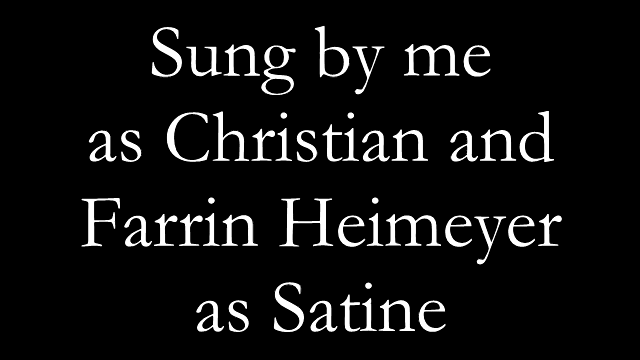 Sung by me
as Christian and
Farrin Heimeyer
as Satine